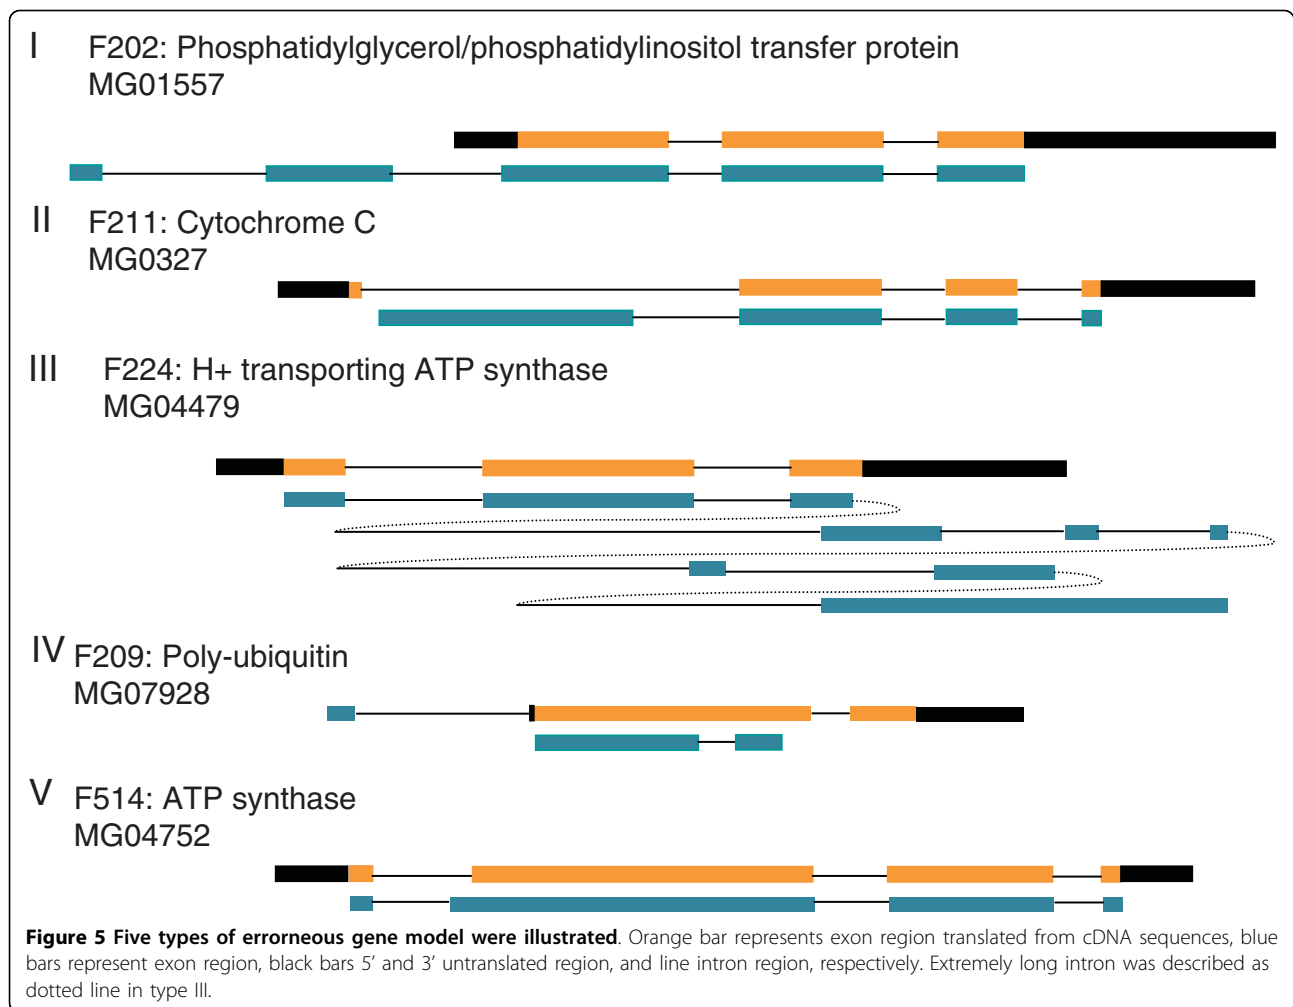 I F202: Phosphatidylglycerol/phosphatidylinositol transfer protein
MG01557
II F211: Cytochrome C
MG0327
III F224: H+ transporting ATP synthase
MG04479
IV F209: Poly-ubiquitin
MG07928
V F514: ATP synthase
MG04752
Figure 5 Five types of errorneous gene model were illustrated. Orange bar represents exon region translated from cDNA sequences, blue
bars represent exon region, black bars 5’ and 3’ untranslated region, and line intron region, respectively. Extremely long intron was described as
dotted line in type III.